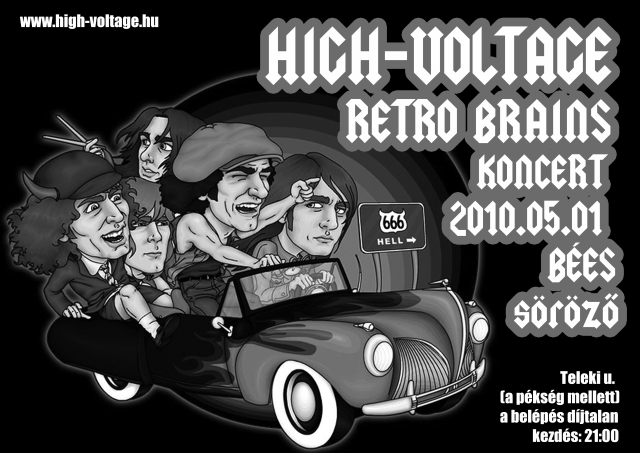 www.high-voltage.hu
HIGH-VOLTAGE
RETRO BRAINS
KONCERT
2010.05.01
BÉES
SÖRÖZŐ
666
HELL →
Teleki u.
(a pékség mellett)
a belépés díjtalan
kezdés: 21:00